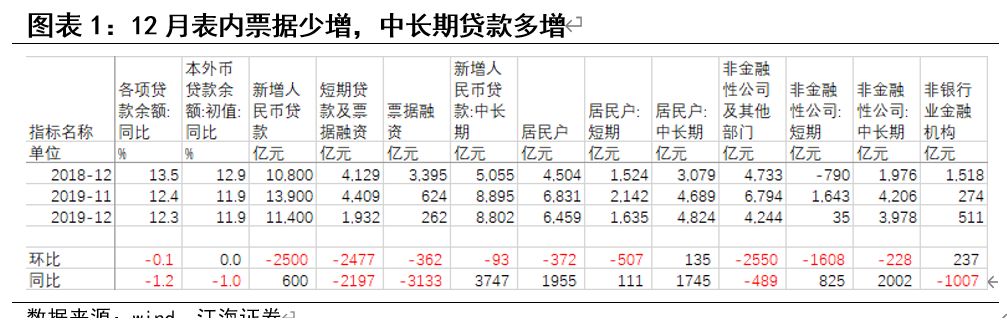 图表 1：12 月表内票据少增，中长期贷款多增
指标名称 各项贷款余额:同比 本外币贷款余额:初值:同比 新增人民币贷款 短期贷款及票据融资 票据融资 新增人民币贷款:中长期 居民户 居民户:短期 居民户:中长期 非金融性公司及其他部门 非金融性公司:短期 非金融性公司:中长期 非银行业金融机构
单位 % % 亿元 亿元 亿元 亿元 亿元 亿元 亿元 亿元 亿元 亿元 亿元
2018-12 13.5 12.9 10,800 4,129 3,395 5,055 4,504 1,524 3,079 4,733 -790 1,976 1,518
2019-11 12.4 11.9 13,900 4,409 624 8,895 6,831 2,142 4,689 6,794 1,643 4,206 274
2019-12 12.3 11.9 11,400 1,932 262 8,802 6,459 1,635 4,824 4,244 35 3,978 511
环比 -0.1 0.0 -2500 -2477 -362 -93 -372 -507 135 -2550 -1608 -228 237
同比 -1.2 -1.0 600 -2197 -3133 3747 1955 111 1745 -489 825 2002 -1007
数据来源：wind，江海证券